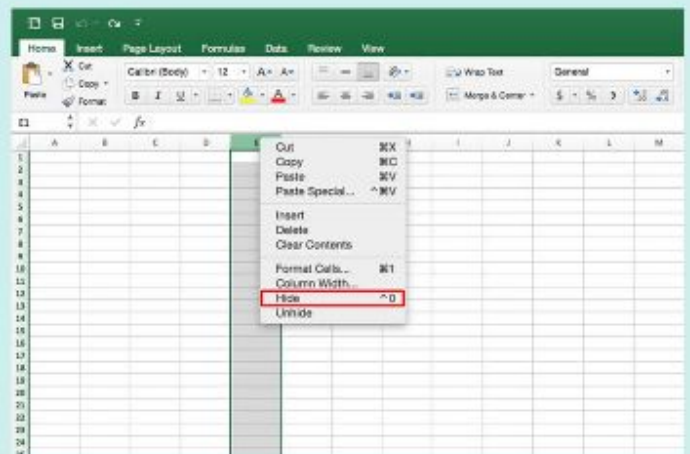 Home Insert Page Layout Formulas Data Review View
Paste
Cut
Copy
Format
Calibri (Body) 12 A A
B I U A
Wrap Text
Merge & Center
General
$ % )
E1 fx
A B C D E H I J K L M
1
2
3
4
5
6
7
8
9
10
11
12
13
14
15
16
17
18
19
20
21
22
23
24
Cut ⌘X
Copy ⌘C
Paste ⌘V
Paste Special... ^⌘V
Insert
Delete
Clear Contents
Format Cells... ⌘1
Column Width...
Hide ^0
Unhide